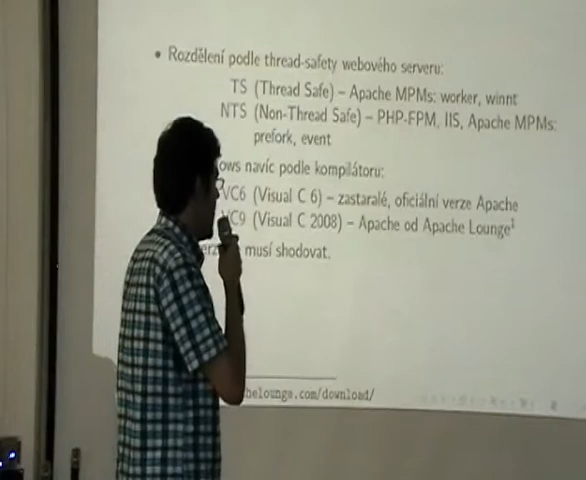 • Rozdělení podle thread-safety webového serveru:
TS (Thread Safe) – Apache MPMs: worker, winnt
NTS (Non-Thread Safe) – PHP-FPM, IIS, Apache MPMs:
prefork, event
ows navíc podle kompilátoru:
VC6 (Visual C 6) – zastaralé, oficiální verze Apache
VC9 (Visual C 2008) – Apache od Apache Lounge¹
musí shodovat.
helounge.com/download/